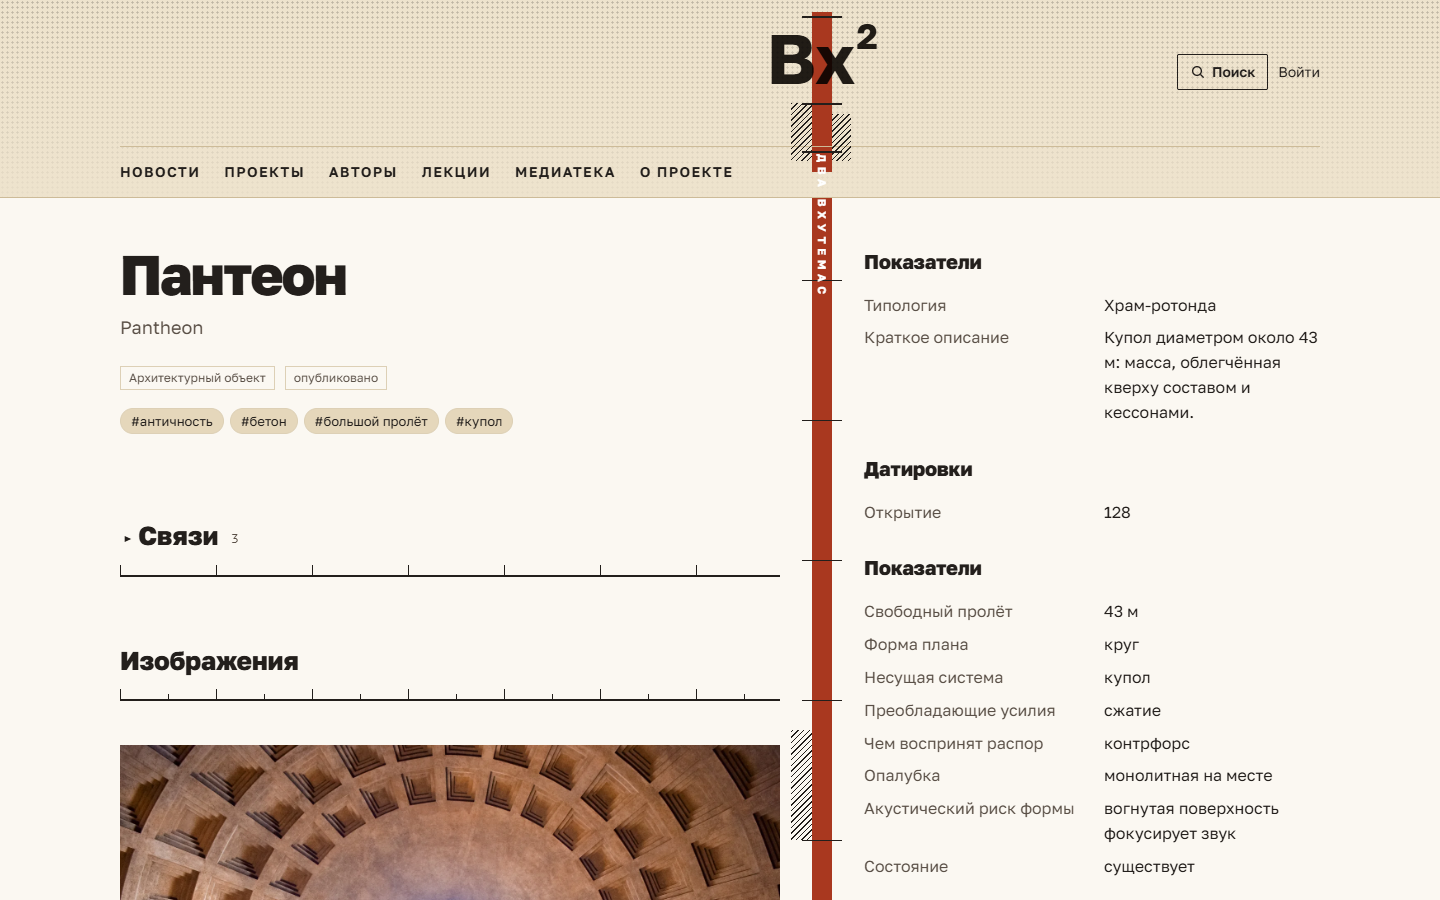 Вх²
Поиск
Войти
НОВОСТИ ПРОЕКТЫ АВТОРЫ ЛЕКЦИИ МЕДИАТЕКА О ПРОЕКТЕ
ДВА ВХУТЕМАС
Пантеон
Pantheon
Архитектурный объект опубликовано
#античность #бетон #большой пролёт #купол
▸ Связи 3
Изображения
Показатели
Типология Храм-ротонда
Краткое описание Купол диаметром около 43
м: масса, облегчённая
кверху составом и
кессонами.
Датировки
Открытие 128
Показатели
Свободный пролёт 43 м
Форма плана круг
Несущая система купол
Преобладающие усилия сжатие
Чем воспринят распор контрфорс
Опалубка монолитная на месте
Акустический риск формы вогнутая поверхность
фокусирует звук
Состояние существует